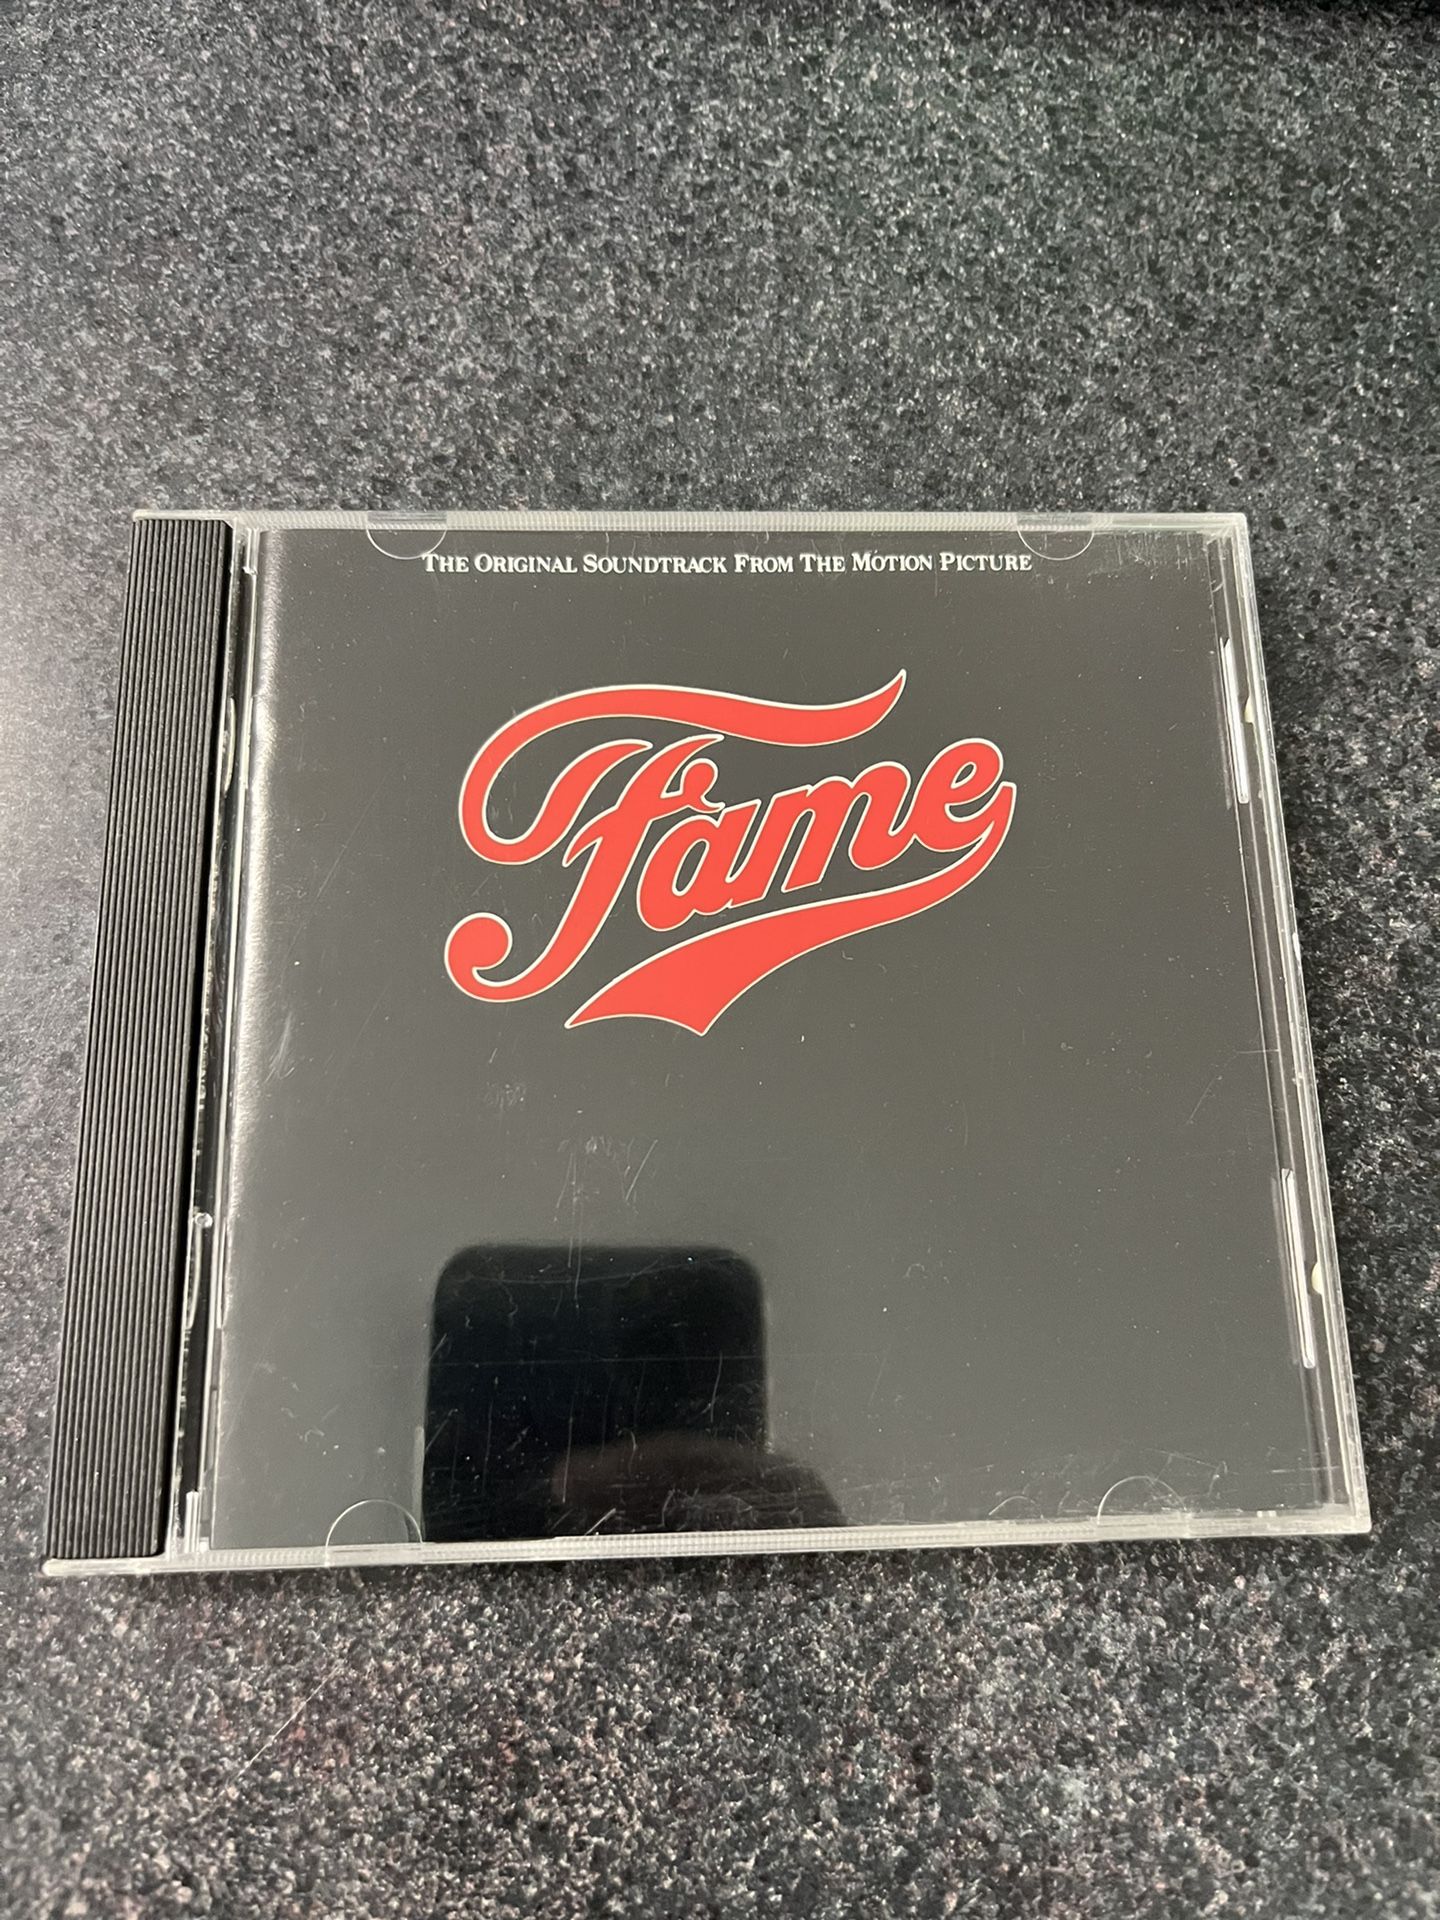 THE ORIGINAL SOUNDTRACK FROM THE MOTION PICTURE
Fame